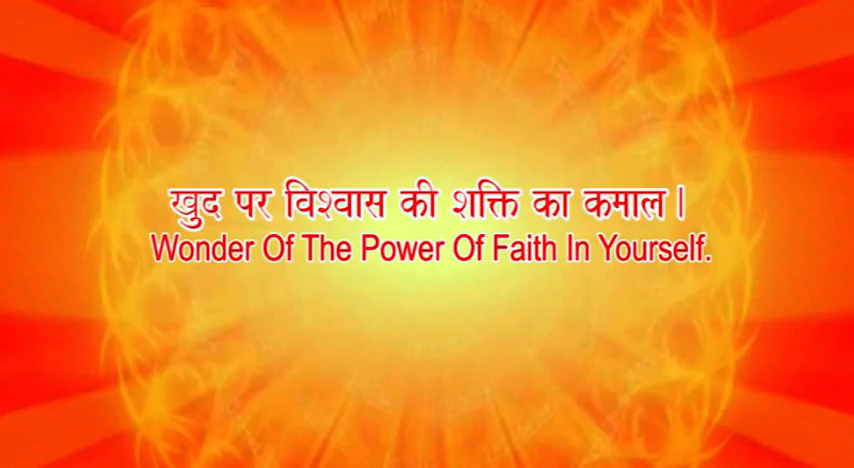 खुद पर विश्वास की शक्ति का कमाल।
Wonder Of The Power Of Faith In Yourself.